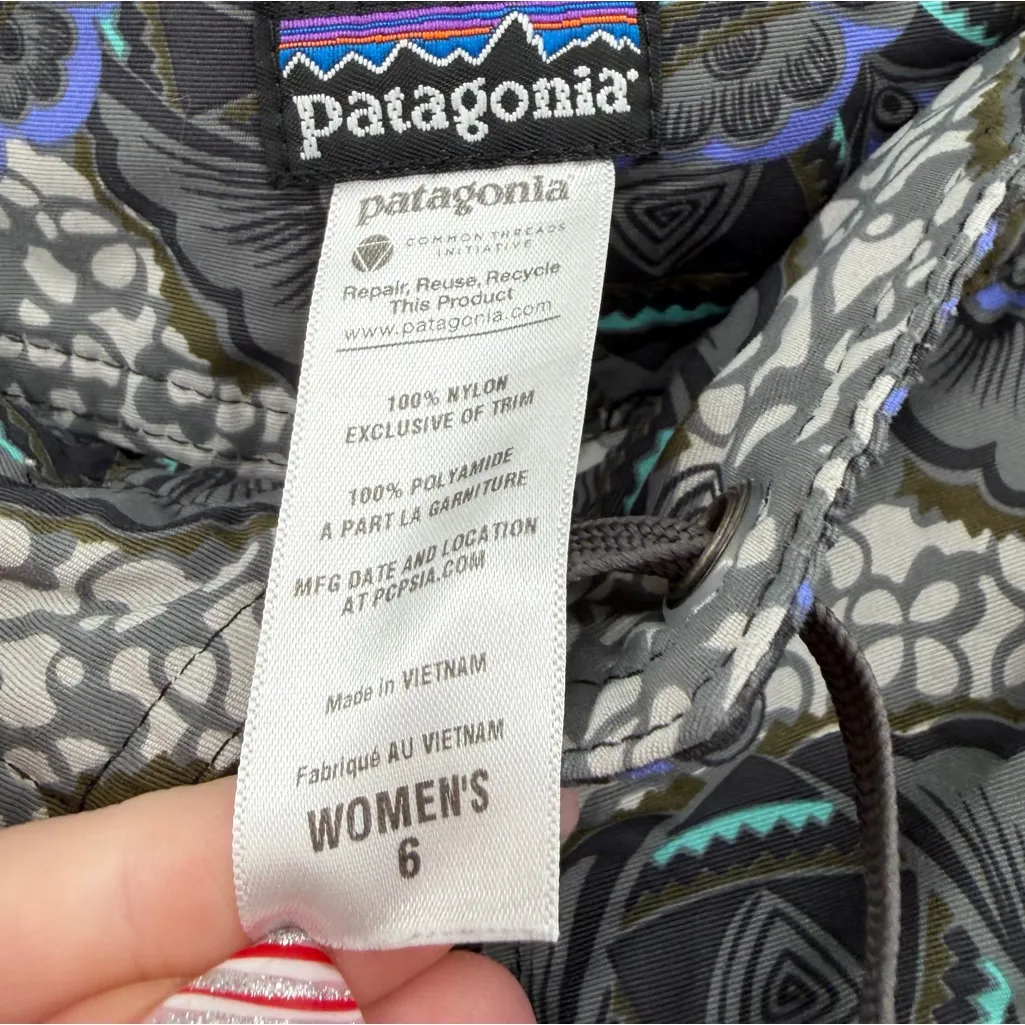 patagonia
patagonia
COMMON THREADS
INITIATIVE
Repair, Reuse, Recycle
This Product
www.patagonia.com
100% NYLON
EXCLUSIVE OF TRIM
100% POLYAMIDE
A PART LA GARNITURE
MFG DATE AND LOCATION
AT PCPSIA.COM
Made in VIETNAM
Fabriqué AU VIETNAM
WOMEN'S
6